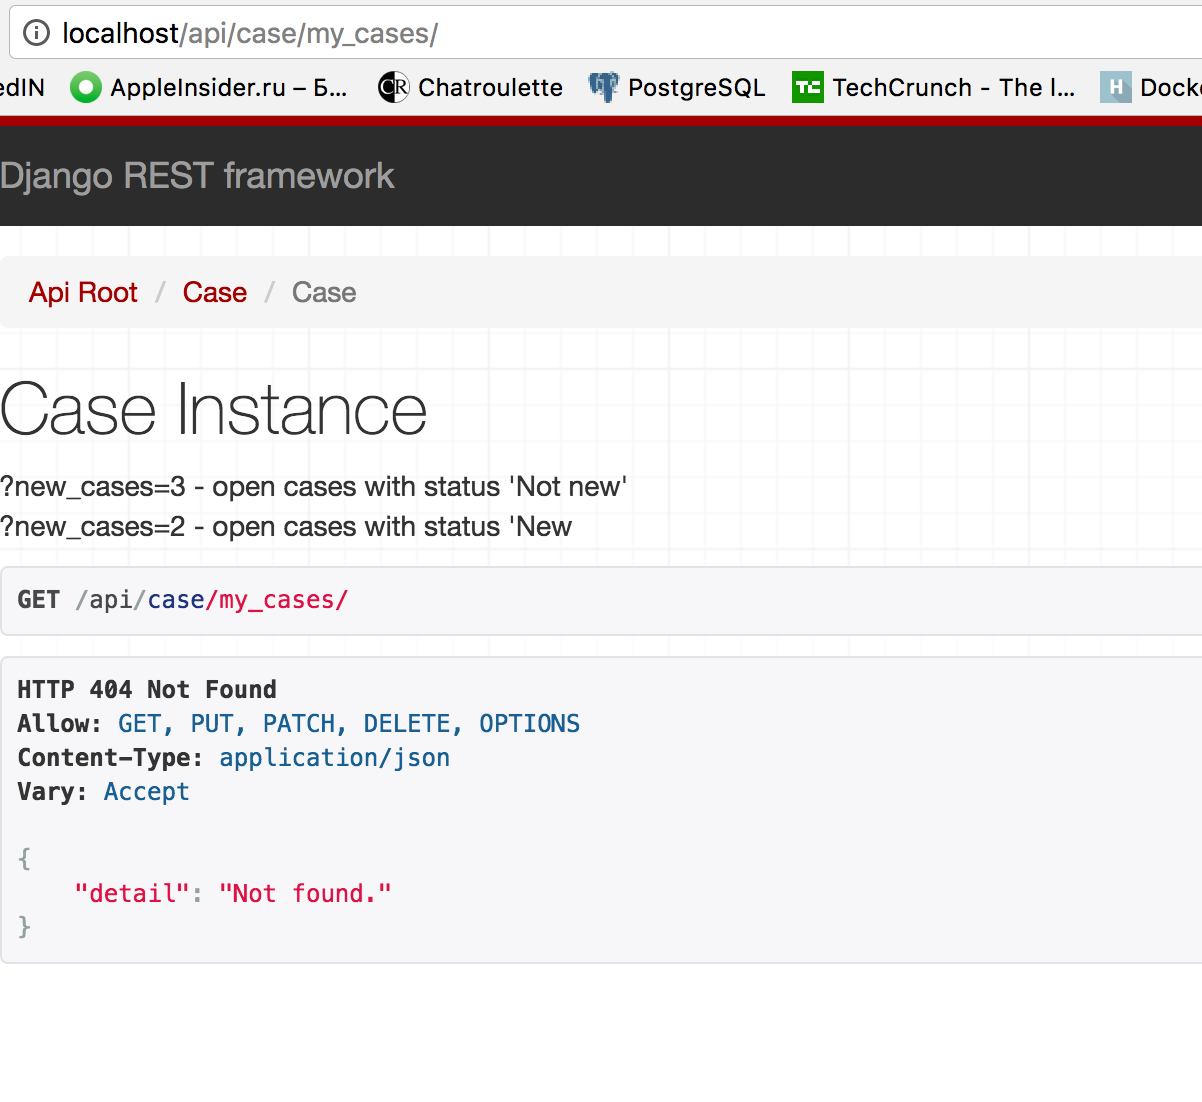 localhost/api/case/my_cases/
edIN AppleInsider.ru – Б... CR Chatroulette PostgreSQL TC TechCrunch - The I... H Docke
Django REST framework
Api Root / Case / Case
Case Instance
?new_cases=3 - open cases with status 'Not new'
?new_cases=2 - open cases with status 'New
GET /api/case/my_cases/
HTTP 404 Not Found
Allow: GET, PUT, PATCH, DELETE, OPTIONS
Content-Type: application/json
Vary: Accept
{
"detail": "Not found."
}